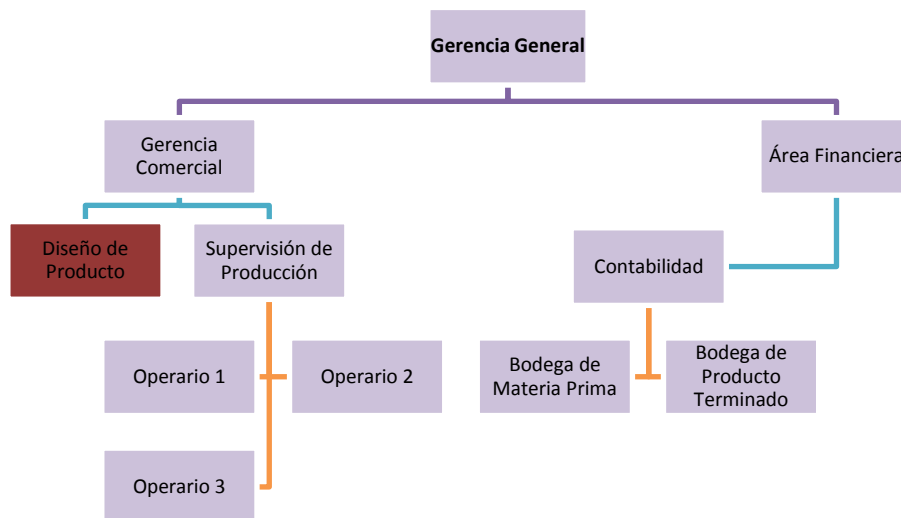 Gerencia General
Gerencia
Comercial
Área Financiera
Diseño de
Producto
Supervisión de
Producción
Contabilidad
Operario 1
Operario 2
Bodega de
Materia Prima
Bodega de
Producto
Terminado
Operario 3